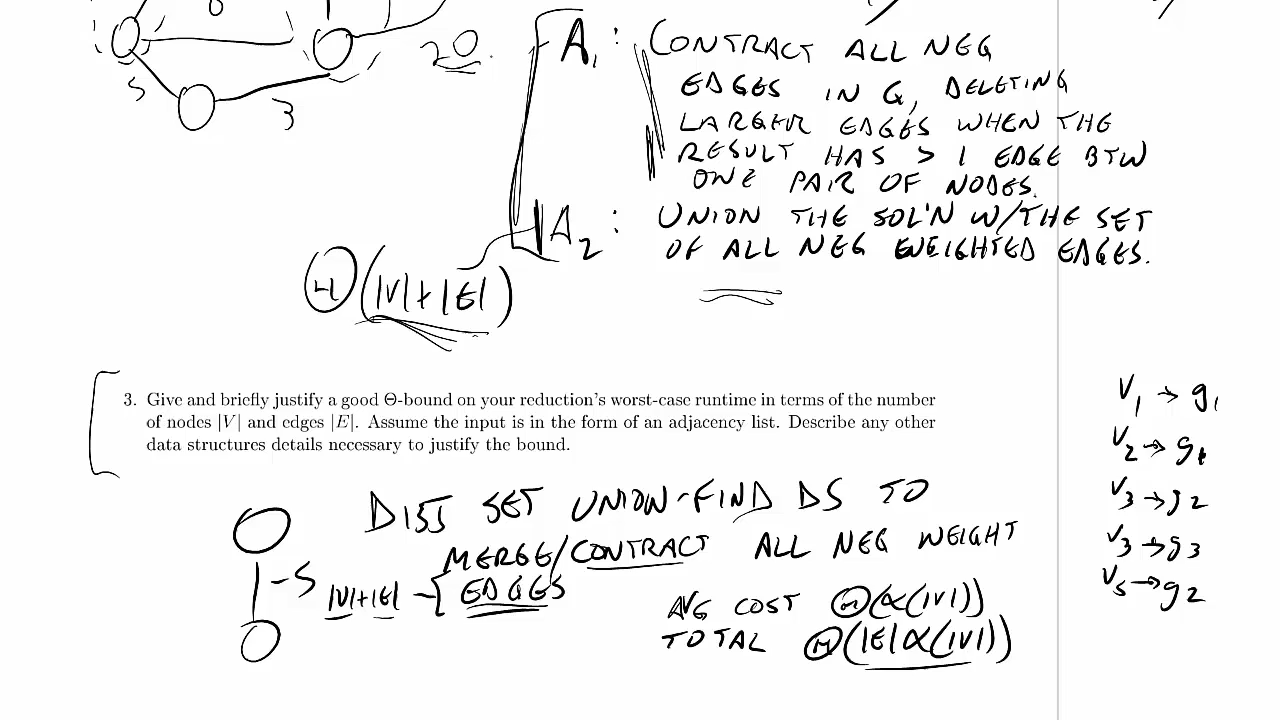 5
3
20.
A1: CONTRACT ALL NEG
EDGES IN G, DELETING
LARGER EDGES WHEN THE
RESULT HAS > 1 EDGE BTW
ONE PAIR OF NODES.
A2: UNION THE SOL'N W/THE SET
OF ALL NEG WEIGHTED EDGES.
Θ(|V|+|E|)
3. Give and briefly justify a good Θ-bound on your reduction's worst-case runtime in terms of the number
of nodes |V| and edges |E|. Assume the input is in the form of an adjacency list. Describe any other
data structures details necessary to justify the bound.
V1 → g1
V2 → g1
V3 → g2
V3 → g3
V5 → g2
DISJ SET UNION-FIND DS TO
MERGE/CONTRACT ALL NEG WEIGHT
EDGES
-5
|V|+|E|
AVG COST Θ(α(|V|))
TOTAL Θ(|E|α(|V|))